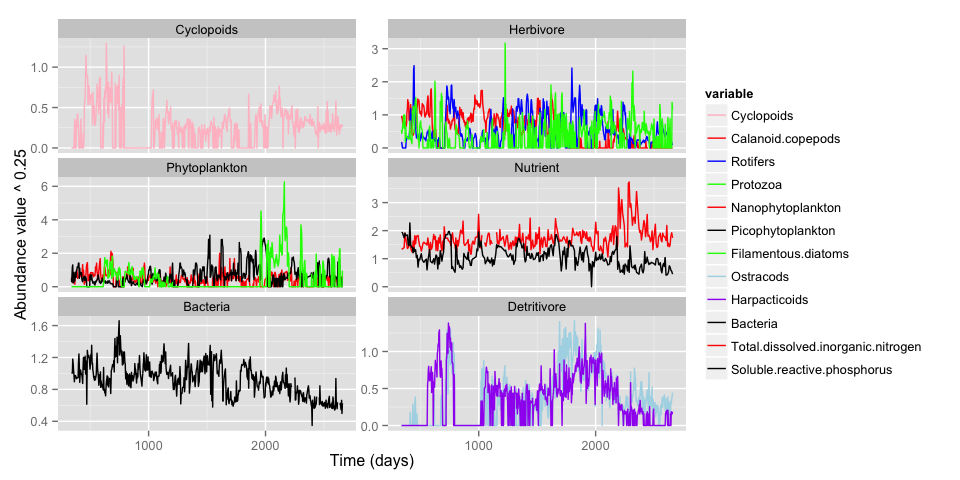 Cyclopoids
Herbivore
1.0
0.5
0.0
3
2
1
0
Phytoplankton
Nutrient
6
4
2
0
3
2
1
0
Bacteria
Detritivore
1.6
1.2
0.8
0.4
1.0
0.5
0.0
1000
2000
1000
2000
Time (days)
Abundance value ^ 0.25
variable
Cyclopoids
Calanoid.copepods
Rotifers
Protozoa
Nanophytoplankton
Picophytoplankton
Filamentous.diatoms
Ostracods
Harpacticoids
Bacteria
Total.dissolved.inorganic.nitrogen
Soluble.reactive.phosphorus